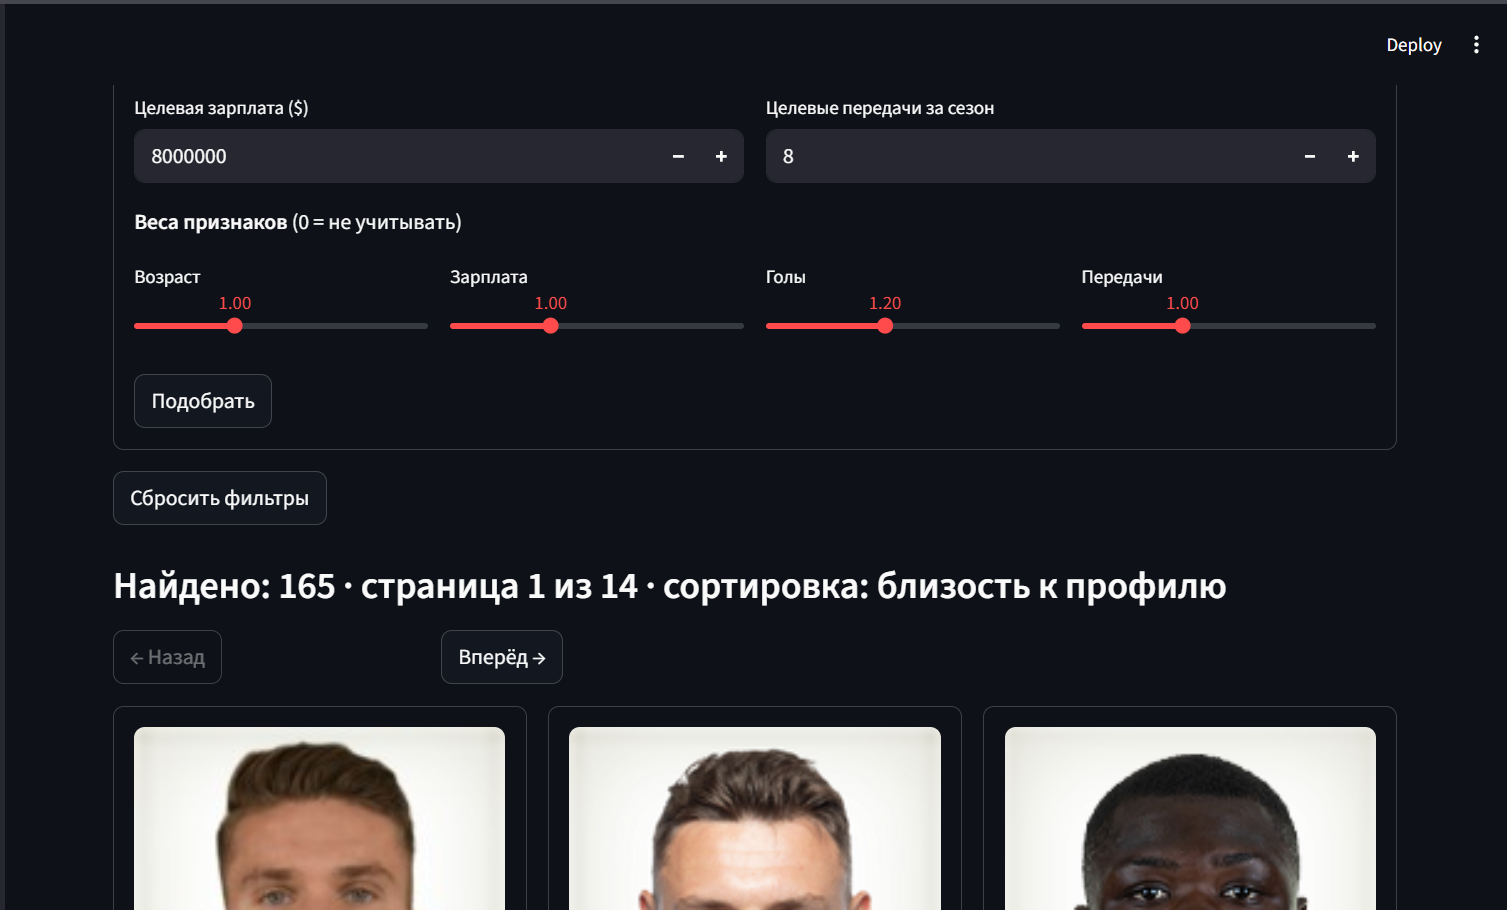 Deploy
Целевая зарплата ($)
Целевые передачи за сезон
8000000
8
Веса признаков (0 = не учитывать)
Возраст
Зарплата
Голы
Передачи
1.00
1.00
1.20
1.00
Подобрать
Сбросить фильтры
Найдено: 165 · страница 1 из 14 · сортировка: близость к профилю
← Назад
Вперёд →